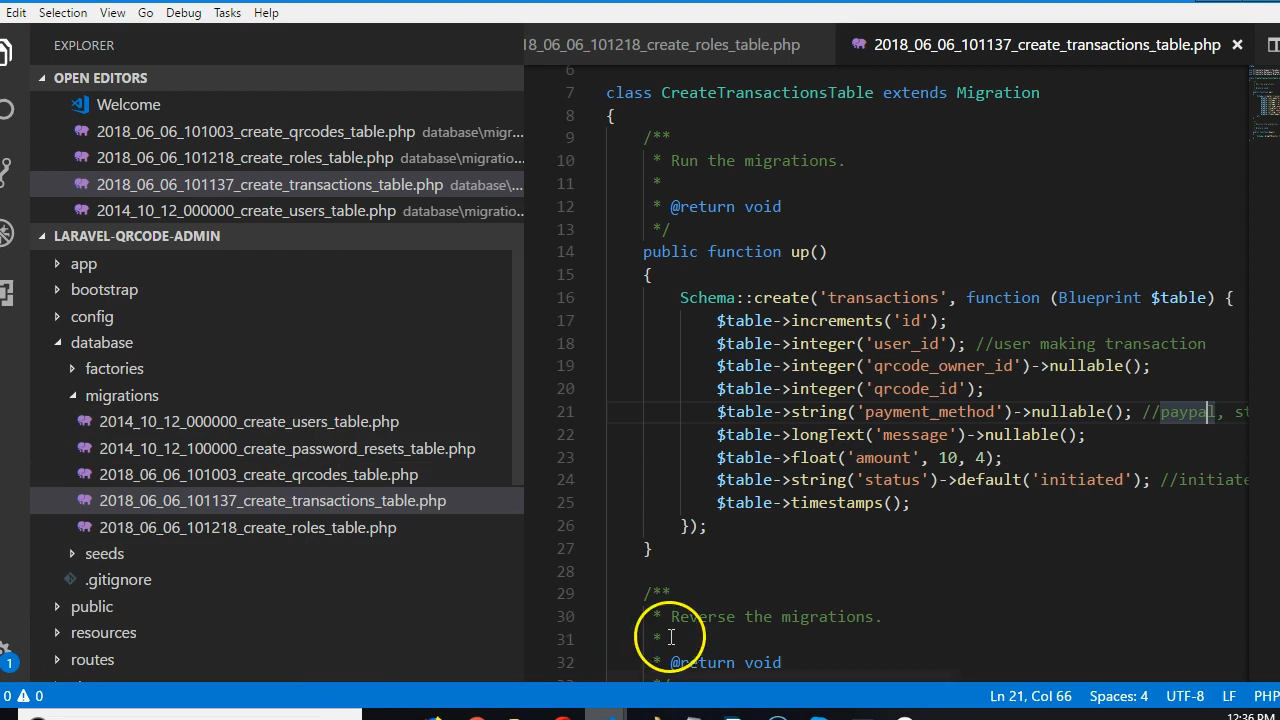 Edit Selection View Go Debug Tasks Help
EXPLORER
18_06_06_101218_create_roles_table.php
2018_06_06_101137_create_transactions_table.php
OPEN EDITORS
Welcome
2018_06_06_101003_create_qrcodes_table.php database\migr...
2018_06_06_101218_create_roles_table.php database\migratio...
2018_06_06_101137_create_transactions_table.php database\...
2014_10_12_000000_create_users_table.php database\migratio...
LARAVEL-QRCODE-ADMIN
app
bootstrap
config
database
factories
migrations
2014_10_12_000000_create_users_table.php
2014_10_12_100000_create_password_resets_table.php
2018_06_06_101003_create_qrcodes_table.php
2018_06_06_101137_create_transactions_table.php
2018_06_06_101218_create_roles_table.php
seeds
.gitignore
public
resources
routes
6
7 class CreateTransactionsTable extends Migration
8 {
9 /**
10 * Run the migrations.
11 *
12 * @return void
13 */
14 public function up()
15 {
16 Schema::create('transactions', function (Blueprint $table) {
17 $table->increments('id');
18 $table->integer('user_id'); //user making transaction
19 $table->integer('qrcode_owner_id')->nullable();
20 $table->integer('qrcode_id');
21 $table->string('payment_method')->nullable(); //paypal, st
22 $table->longText('message')->nullable();
23 $table->float('amount', 10, 4);
24 $table->string('status')->default('initiated'); //initiate
25 $table->timestamps();
26 });
27 }
28
29 /**
30 * Reverse the migrations.
31 *
32 * @return void
1
0 0
Ln 21, Col 66 Spaces: 4 UTF-8 LF PHP
12:36 PM